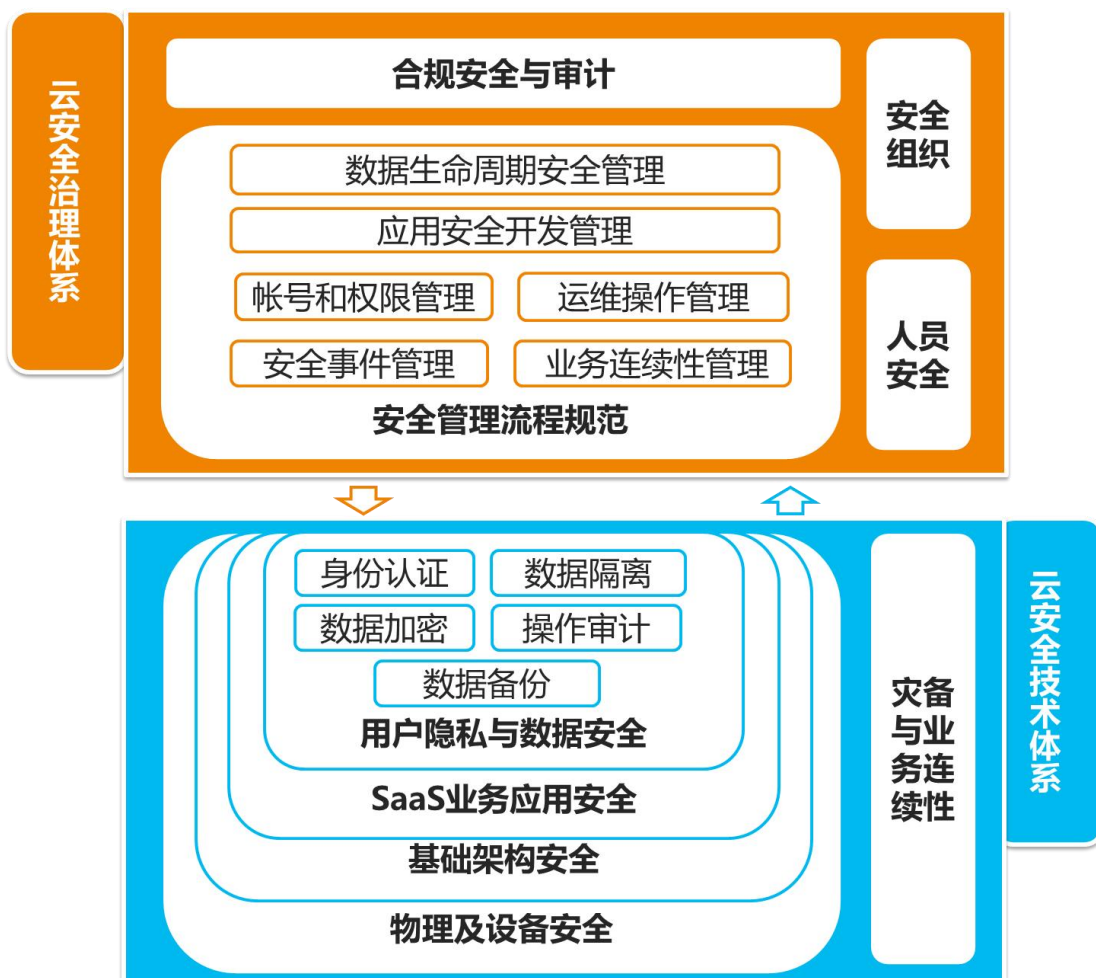 云安全治理体系
合规安全与审计
数据生命周期安全管理
应用安全开发管理
帐号和权限管理
运维操作管理
安全事件管理
业务连续性管理
安全管理流程规范
安全
组织
人员
安全
身份认证
数据隔离
数据加密
操作审计
数据备份
用户隐私与数据安全
SaaS业务应用安全
基础架构安全
物理及设备安全
灾备
与业
务连
续性
云安全技术体系